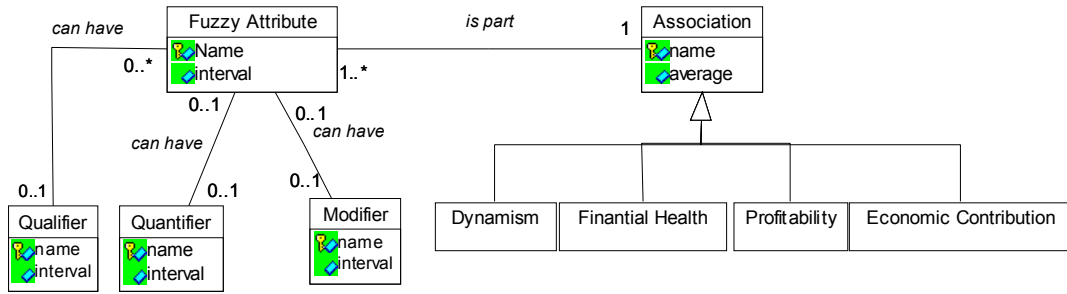 can have
Fuzzy Attribute
is part
Association
Name
interval
0..*
1..*
1
name
average
0..1
0..1
can have
can have
0..1
0..1
0..1
Qualifier
name
interval
Quantifier
name
interval
Modifier
name
interval
Dynamism
Finantial Health
Profitability
Economic Contribution